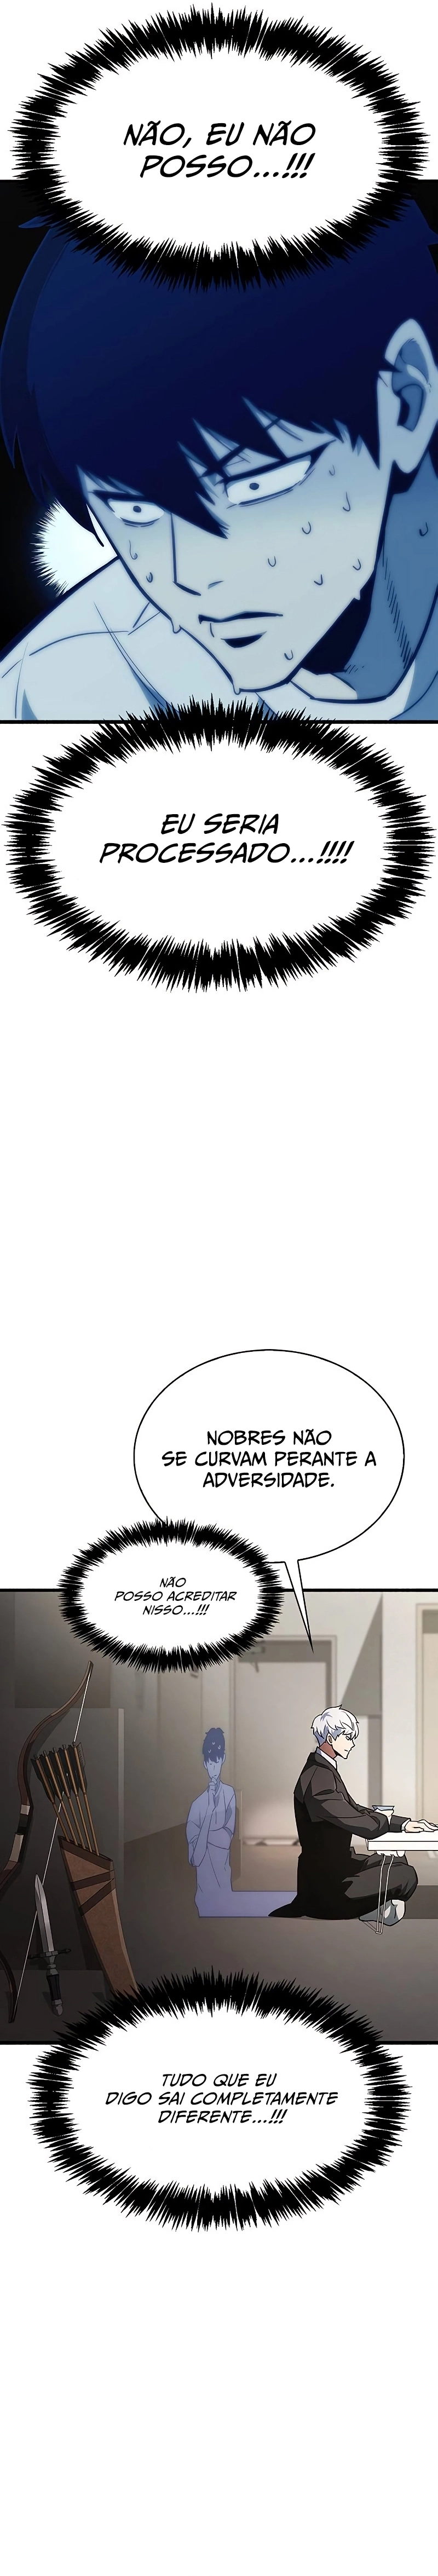 NÃO, EU NÃO
POSSO...!!!
EU SERIA
PROCESSADO...!!!!
NOBRES NÃO
SE CURVAM PERANTE A
ADVERSIDADE.
NÃO
POSSO ACREDITAR
NISSO...!!!
TUDO QUE EU
DIGO SAI COMPLETAMENTE
DIFERENTE...!!!